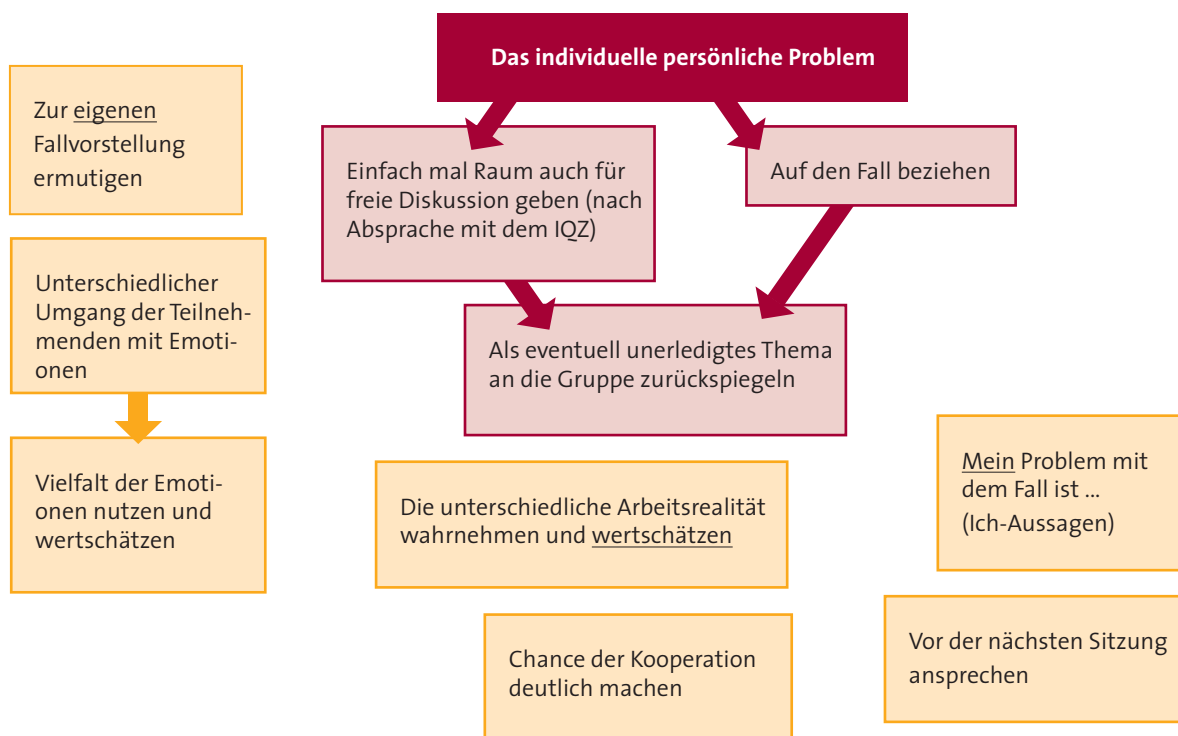 Das individuelle persönliche Problem
Zur eigenen
Fallvorstellung
ermutigen
Einfach mal Raum auch für
freie Diskussion geben (nach
Absprache mit dem IQZ)
Auf den Fall beziehen
Unterschiedlicher
Umgang der Teilneh-
menden mit Emoti-
onen
Als eventuell unerledigtes Thema
an die Gruppe zurückspiegeln
Vielfalt der Emoti-
onen nutzen und
wertschätzen
Die unterschiedliche Arbeitsrealität
wahrnehmen und wertschätzen
Mein Problem mit
dem Fall ist ...
(Ich-Aussagen)
Chance der Kooperation
deutlich machen
Vor der nächsten Sitzung
ansprechen